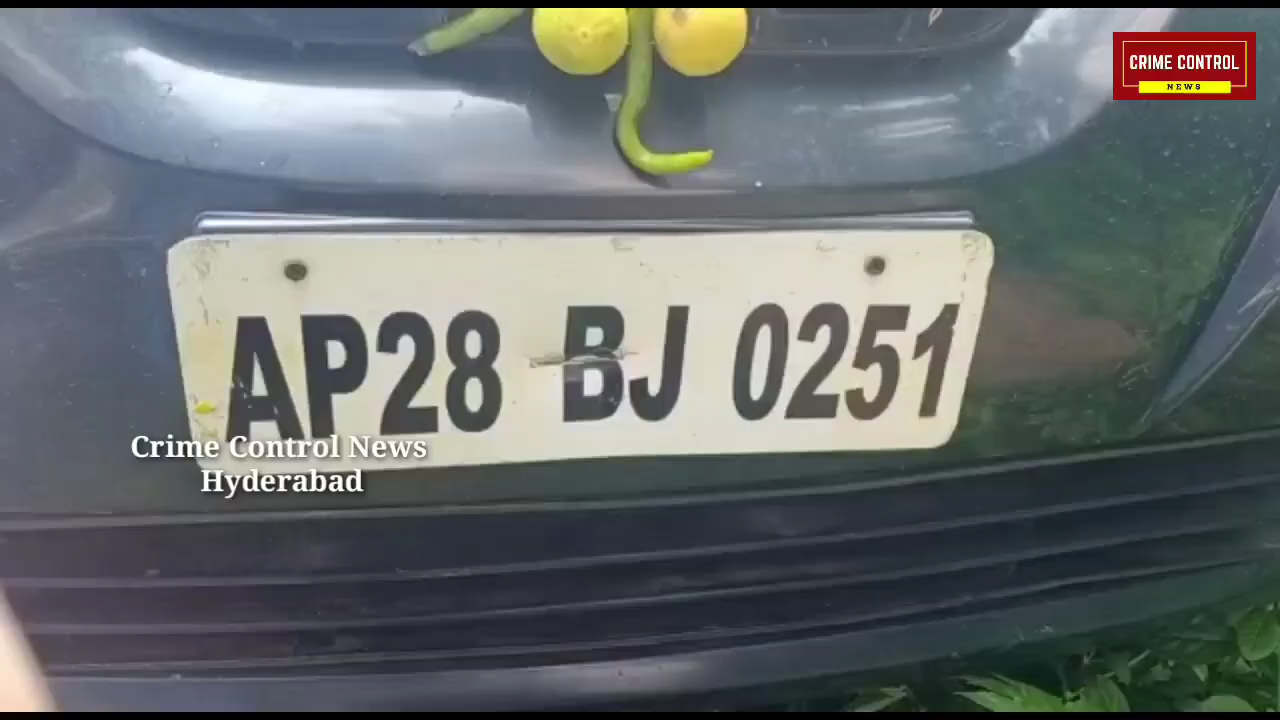 CRIME CONTROL
NEWS
AP28 BJ 0251
Crime Control News
Hyderabad